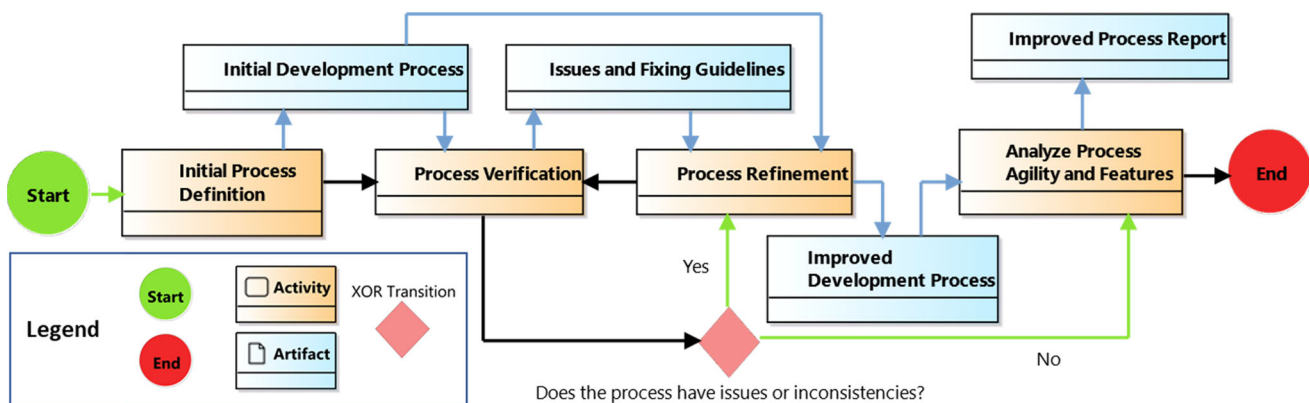 Initial Development Process
Issues and Fixing Guidelines
Improved Process Report
Start
Initial Process
Definition
Process Verification
Process Refinement
Analyze Process
Agility and Features
End
Improved
Development Process
Yes
No
Does the process have issues or inconsistencies?
Legend
Start
End
Activity
Artifact
XOR Transition